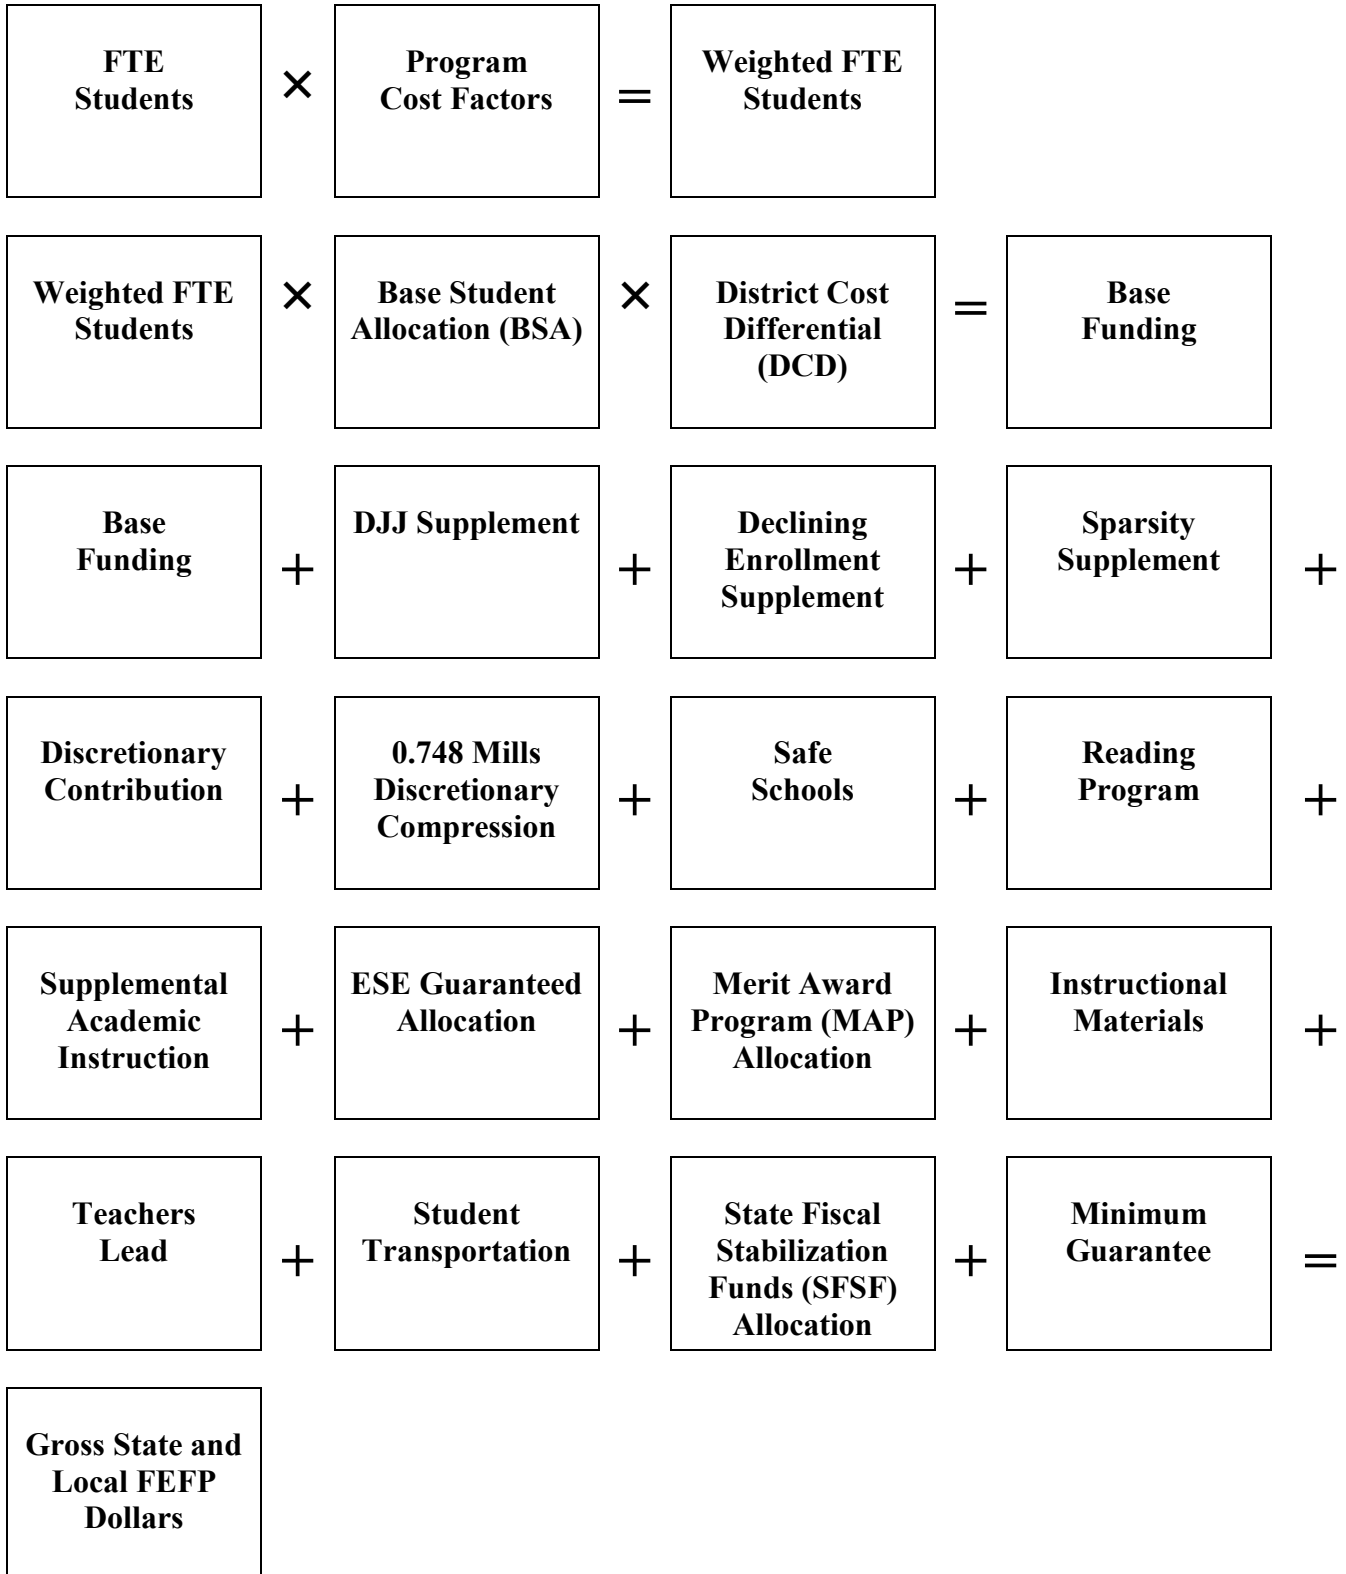 FTE
Students
×
Program
Cost Factors
=
Weighted FTE
Students
Weighted FTE
Students
×
Base Student
Allocation (BSA)
×
District Cost
Differential
(DCD)
=
Base
Funding
Base
Funding
+
DJJ Supplement
+
Declining
Enrollment
Supplement
+
Sparsity
Supplement
+
Discretionary
Contribution
+
0.748 Mills
Discretionary
Compression
+
Safe
Schools
+
Reading
Program
+
Supplemental
Academic
Instruction
+
ESE Guaranteed
Allocation
+
Merit Award
Program (MAP)
Allocation
+
Instructional
Materials
+
Teachers
Lead
+
Student
Transportation
+
State Fiscal
Stabilization
Funds (SFSF)
Allocation
+
Minimum
Guarantee
=
Gross State and
Local FEFP
Dollars